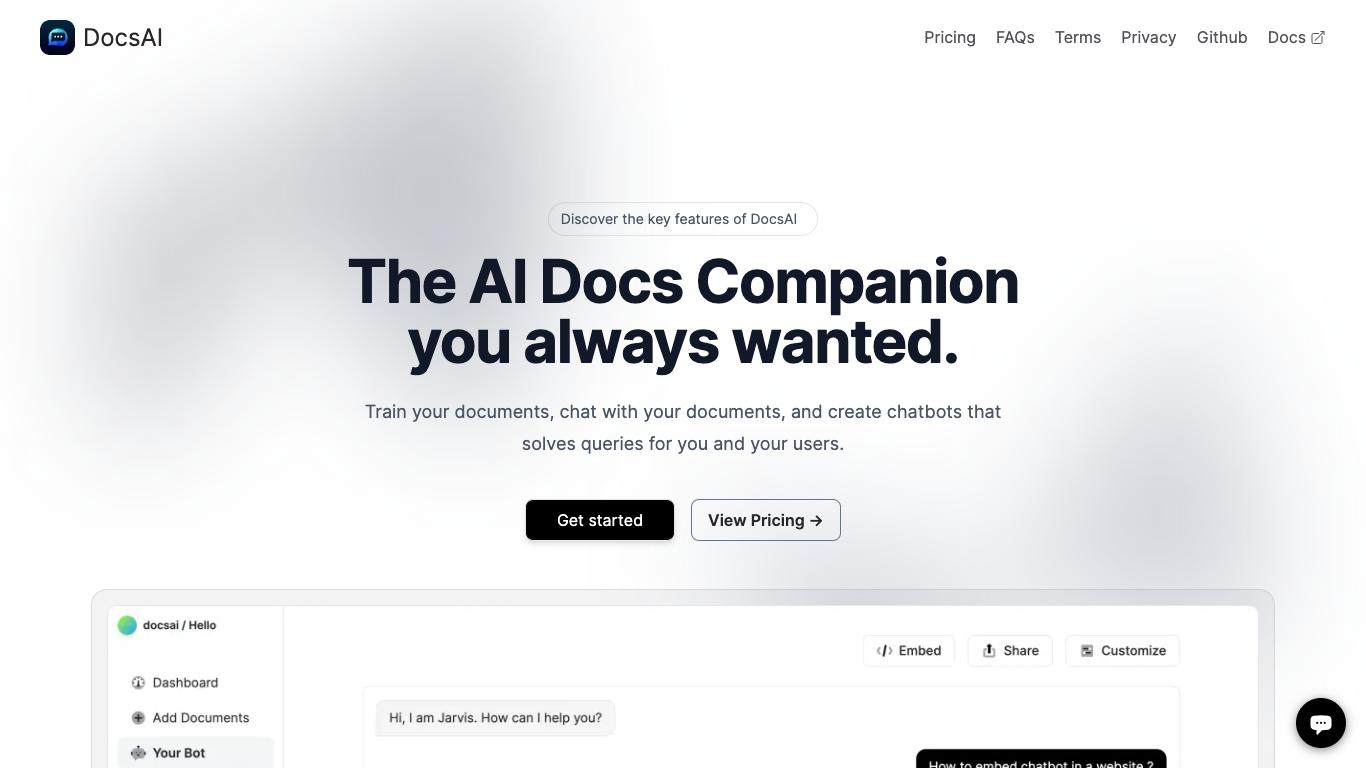 DocsAI
Pricing FAQs Terms Privacy Github Docs
Discover the key features of DocsAI
The AI Docs Companion
you always wanted.
Train your documents, chat with your documents, and create chatbots that
solves queries for you and your users.
Get started
View Pricing →
docsai / Hello
Embed Share Customize
Dashboard
Add Documents
Your Bot
Hi, I am Jarvis. How can I help you?
How to embed chatbot in a website ?